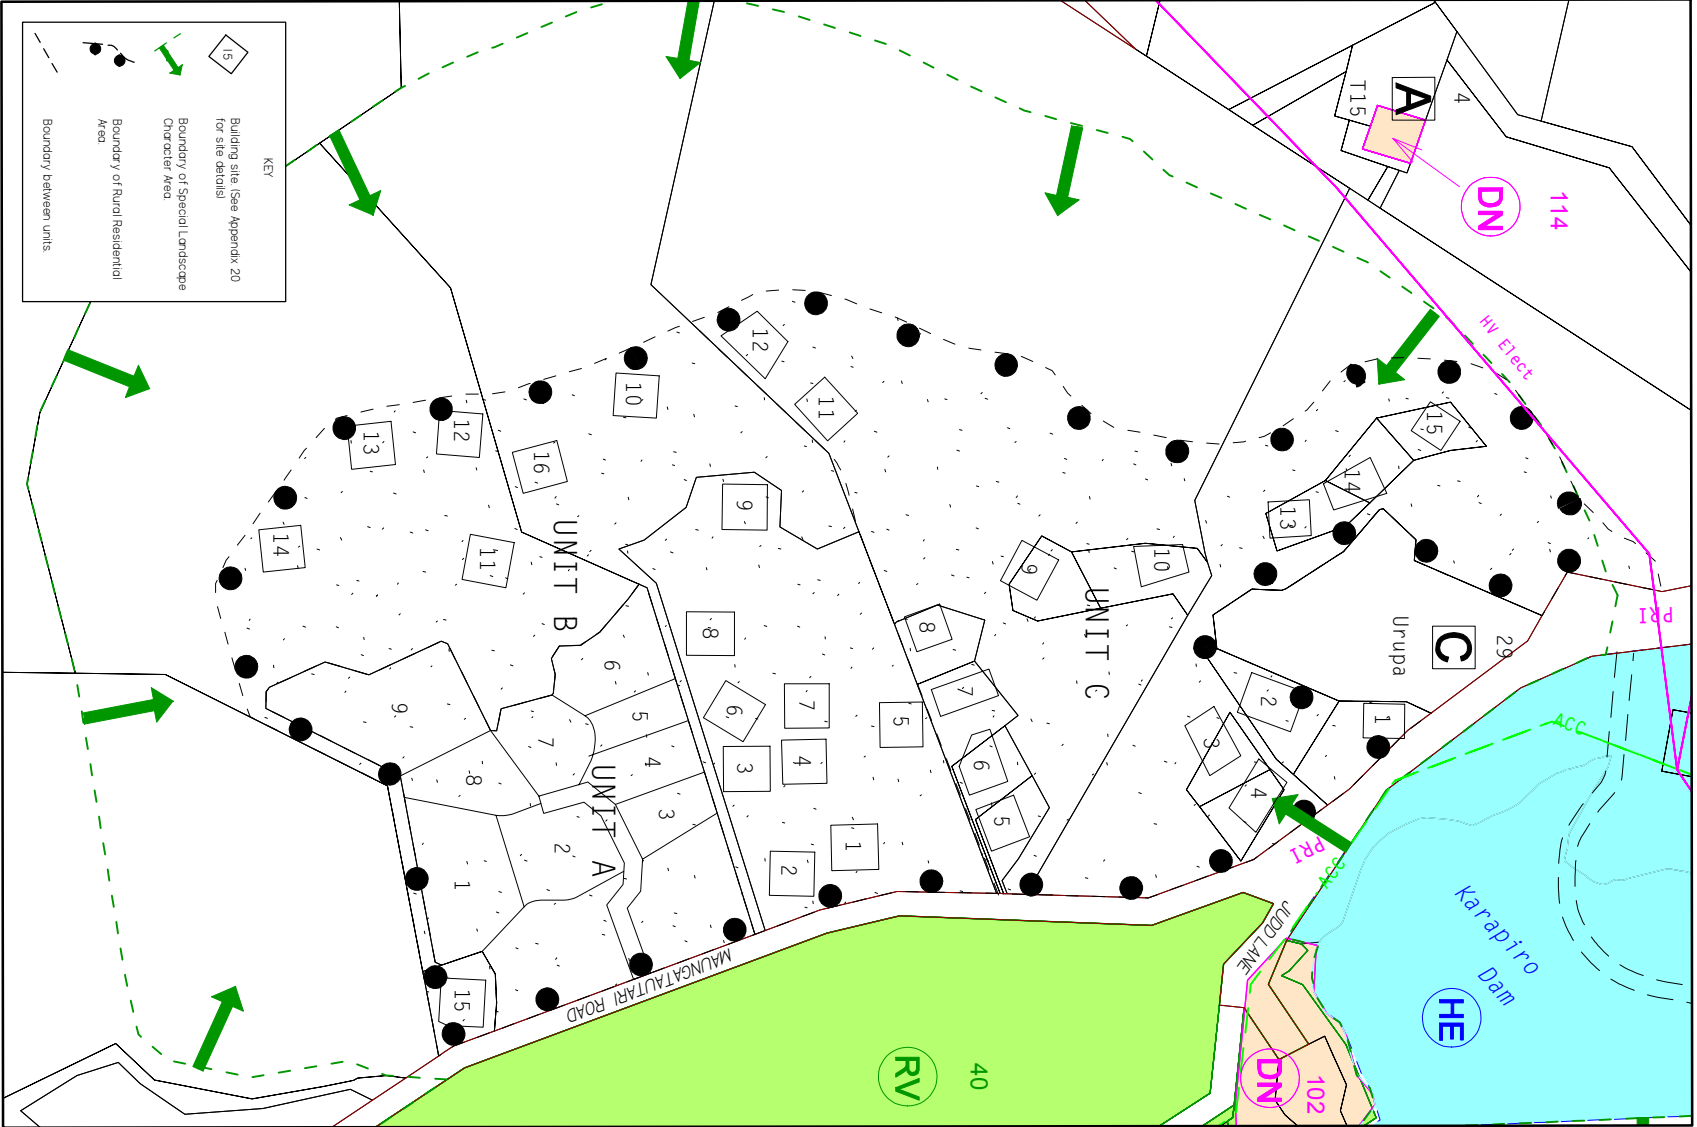 KEY
15
Building site. (See Appendix 20
for site details)
Boundary of Special Landscape
Character Area.
Boundary of Rural Residential
Area.
Boundary between units.
A
4
T15
DN
114
HV Elect
PRI
C
29
Urupa
ACC
ACC
PRI
Karapiro
Dam
HE
JUDD LANE
DN
102
RV
40
MAUNGATAUTARI ROAD
UNIT A
1
2
3
4
5
6
7
8
9
15
UNIT B
1
2
3
4
5
6
7
8
9
10
11
12
13
14
16
UNIT C
1
2
3
4
5
6
7
8
9
10
11
12
13
14
15